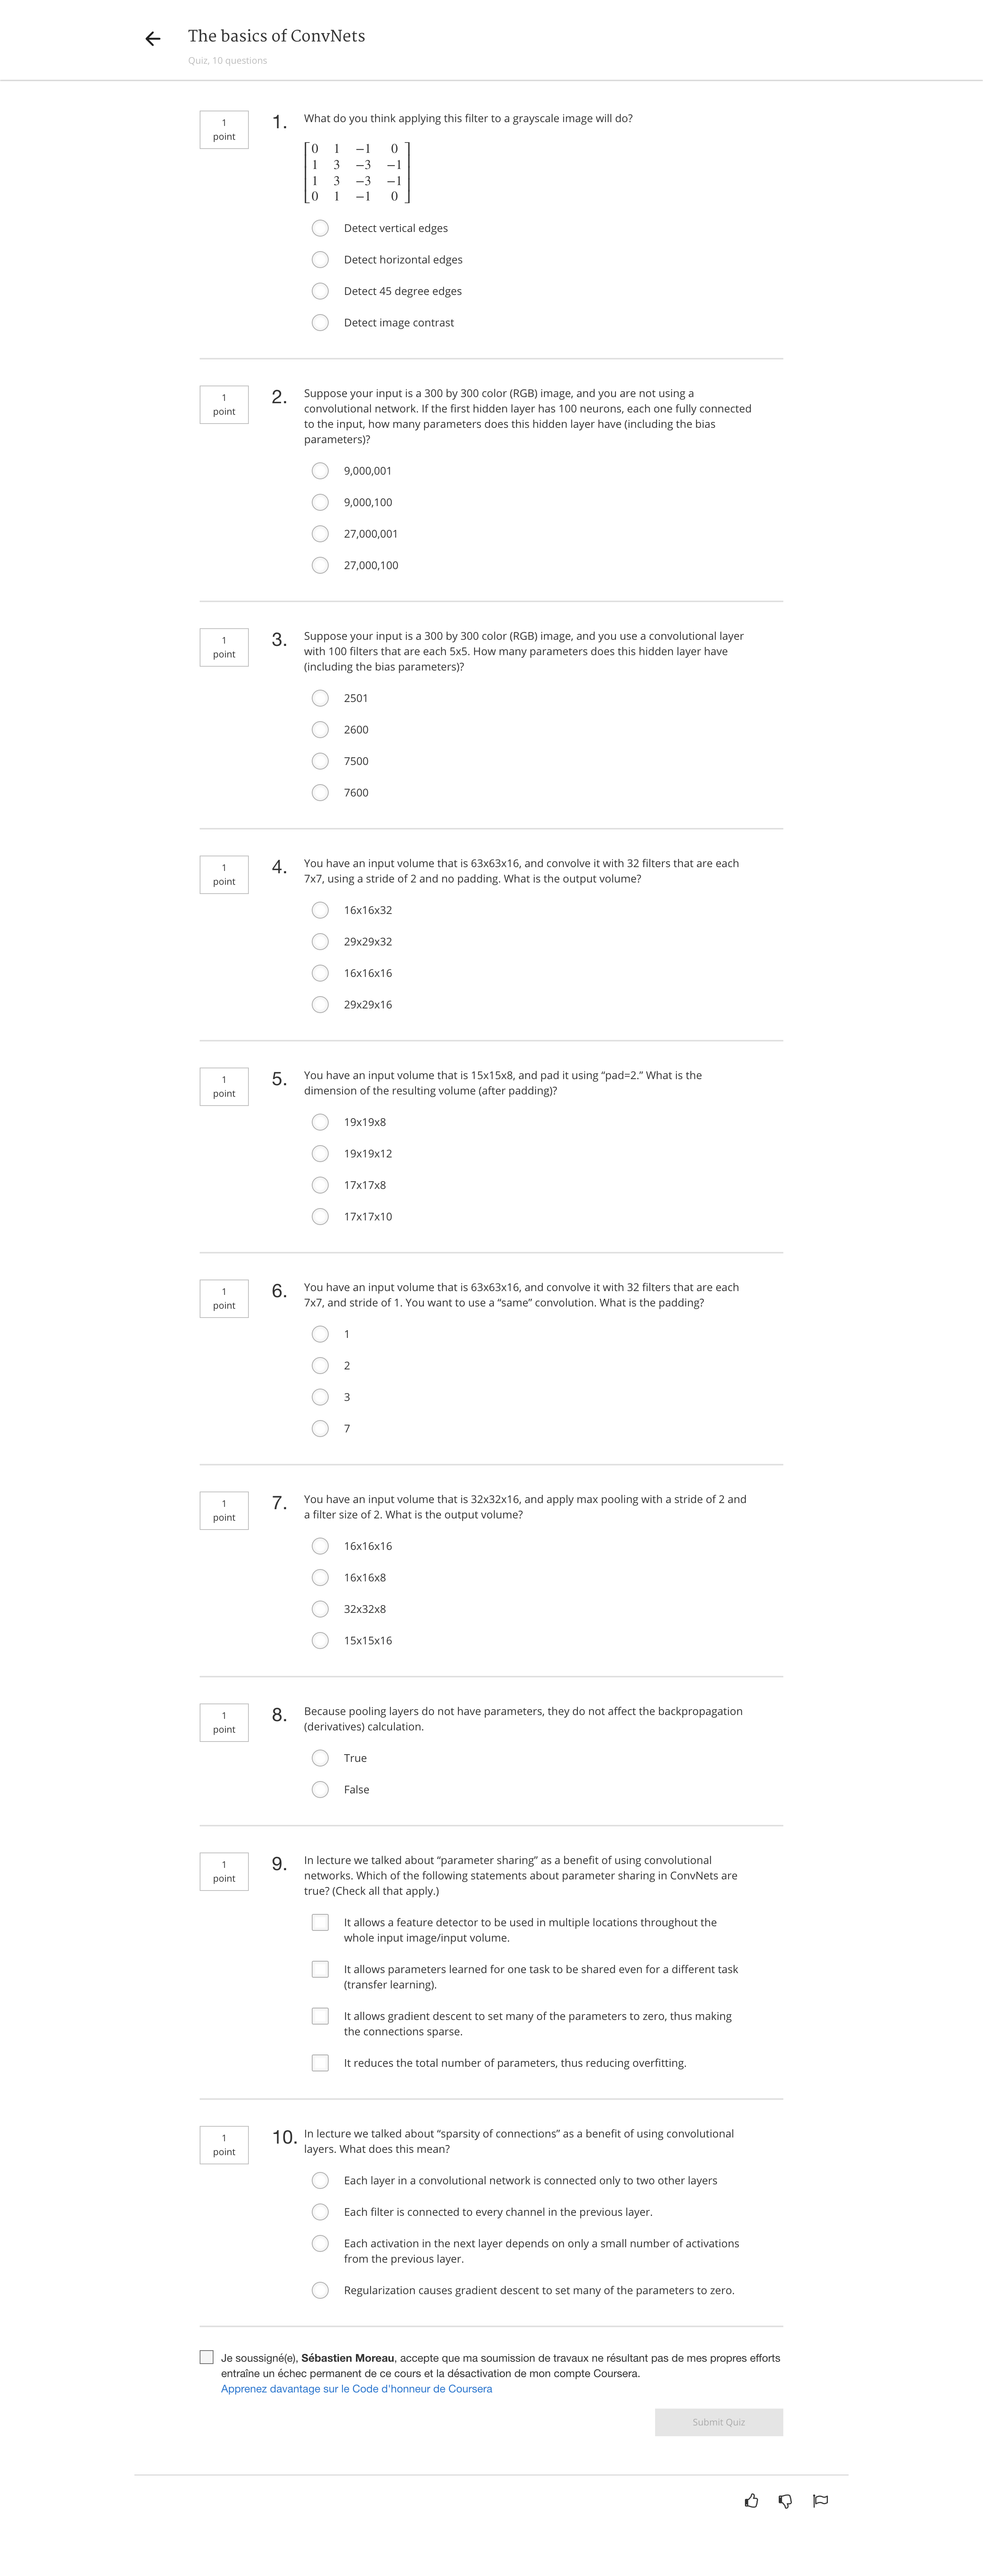 The basics of ConvNets
Quiz, 10 questions
1
point
1.
What do you think applying this filter to a grayscale image will do?
0 1 −1 0
1 3 −3 −1
1 3 −3 −1
0 1 −1 0
Detect vertical edges
Detect horizontal edges
Detect 45 degree edges
Detect image contrast
1
point
2.
Suppose your input is a 300 by 300 color (RGB) image, and you are not using a
convolutional network. If the first hidden layer has 100 neurons, each one fully connected
to the input, how many parameters does this hidden layer have (including the bias
parameters)?
9,000,001
9,000,100
27,000,001
27,000,100
1
point
3.
Suppose your input is a 300 by 300 color (RGB) image, and you use a convolutional layer
with 100 filters that are each 5x5. How many parameters does this hidden layer have
(including the bias parameters)?
2501
2600
7500
7600
1
point
4.
You have an input volume that is 63x63x16, and convolve it with 32 filters that are each
7x7, using a stride of 2 and no padding. What is the output volume?
16x16x32
29x29x32
16x16x16
29x29x16
1
point
5.
You have an input volume that is 15x15x8, and pad it using “pad=2.” What is the
dimension of the resulting volume (after padding)?
19x19x8
19x19x12
17x17x8
17x17x10
1
point
6.
You have an input volume that is 63x63x16, and convolve it with 32 filters that are each
7x7, and stride of 1. You want to use a “same” convolution. What is the padding?
1
2
3
7
1
point
7.
You have an input volume that is 32x32x16, and apply max pooling with a stride of 2 and
a filter size of 2. What is the output volume?
16x16x16
16x16x8
32x32x8
15x15x16
1
point
8.
Because pooling layers do not have parameters, they do not affect the backpropagation
(derivatives) calculation.
True
False
1
point
9.
In lecture we talked about “parameter sharing” as a benefit of using convolutional
networks. Which of the following statements about parameter sharing in ConvNets are
true? (Check all that apply.)
It allows a feature detector to be used in multiple locations throughout the
whole input image/input volume.
It allows parameters learned for one task to be shared even for a different task
(transfer learning).
It allows gradient descent to set many of the parameters to zero, thus making
the connections sparse.
It reduces the total number of parameters, thus reducing overfitting.
1
point
10.
In lecture we talked about “sparsity of connections” as a benefit of using convolutional
layers. What does this mean?
Each layer in a convolutional network is connected only to two other layers
Each filter is connected to every channel in the previous layer.
Each activation in the next layer depends on only a small number of activations
from the previous layer.
Regularization causes gradient descent to set many of the parameters to zero.
Je soussigné(e), Sébastien Moreau, accepte que ma soumission de travaux ne résultant pas de mes propres efforts
entraîne un échec permanent de ce cours et la désactivation de mon compte Coursera.
Apprenez davantage sur le Code d'honneur de Coursera
Submit Quiz